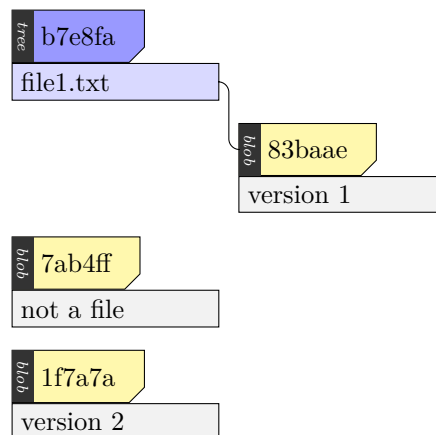 tree b7e8fa
file1.txt
blob 83baae
version 1
blob 7ab4ff
not a file
blob 1f7a7a
version 2